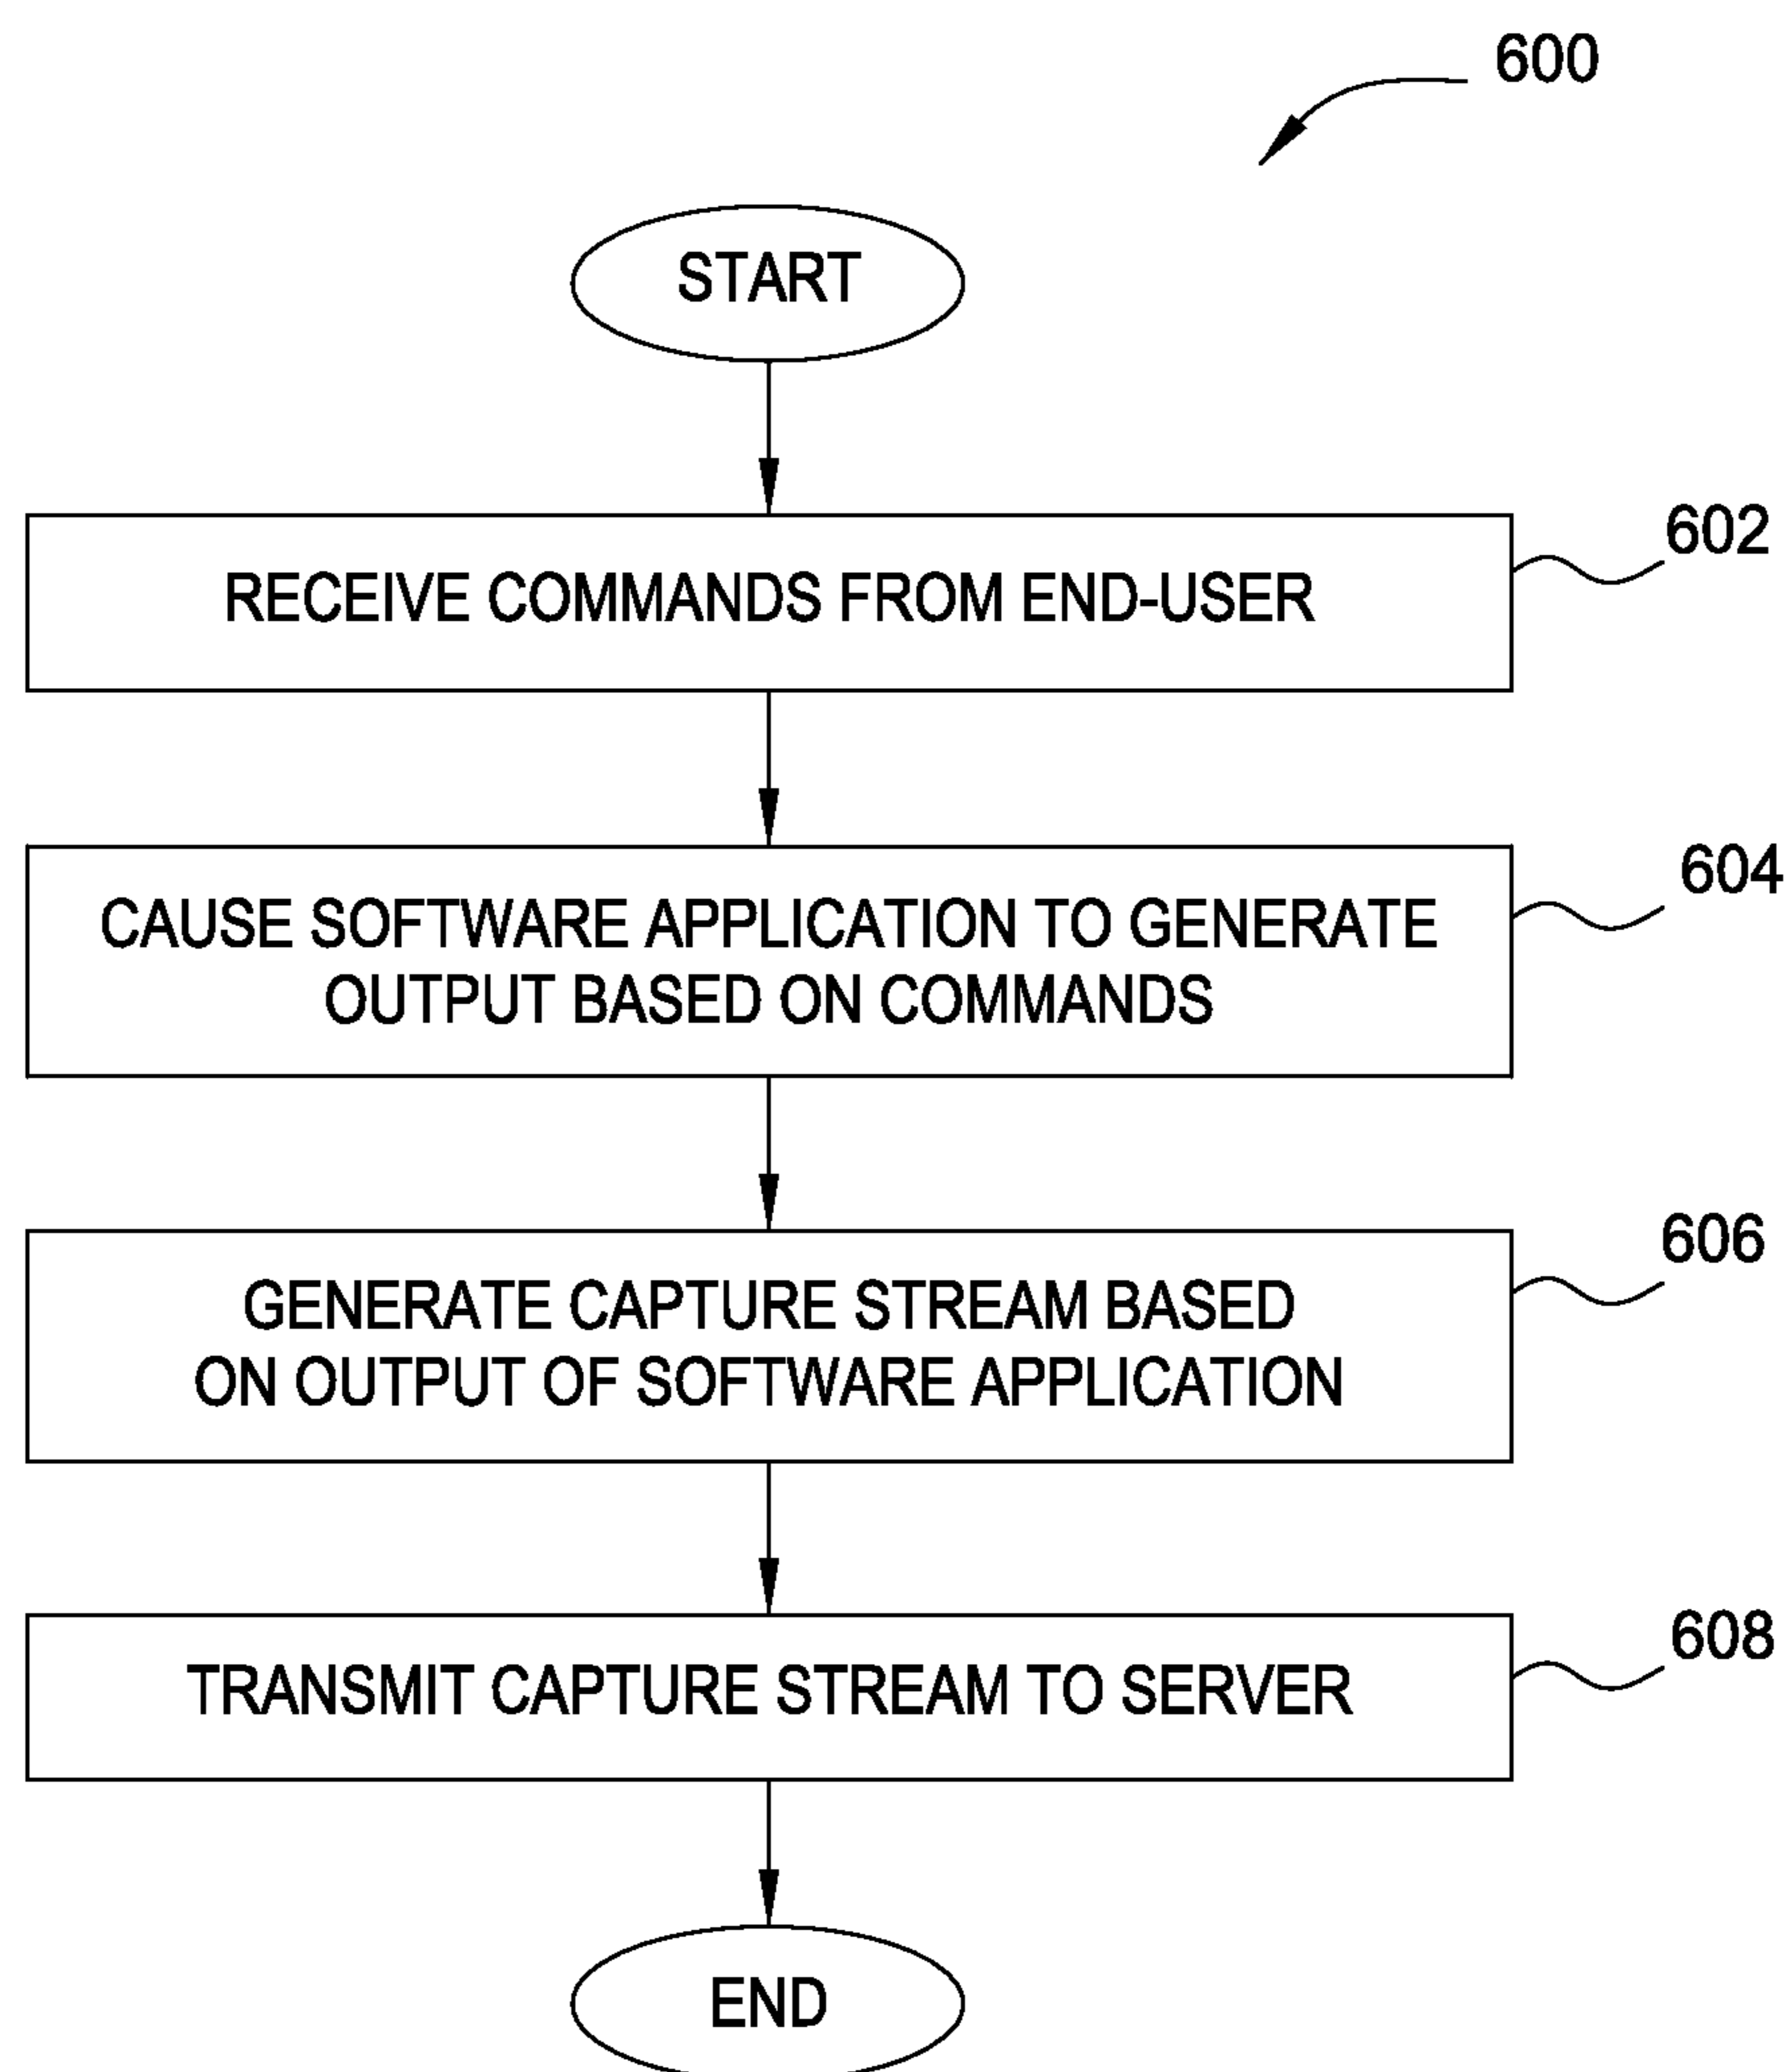 600
START
RECEIVE COMMANDS FROM END-USER
602
CAUSE SOFTWARE APPLICATION TO GENERATE
OUTPUT BASED ON COMMANDS
604
GENERATE CAPTURE STREAM BASED
ON OUTPUT OF SOFTWARE APPLICATION
606
TRANSMIT CAPTURE STREAM TO SERVER
608
END